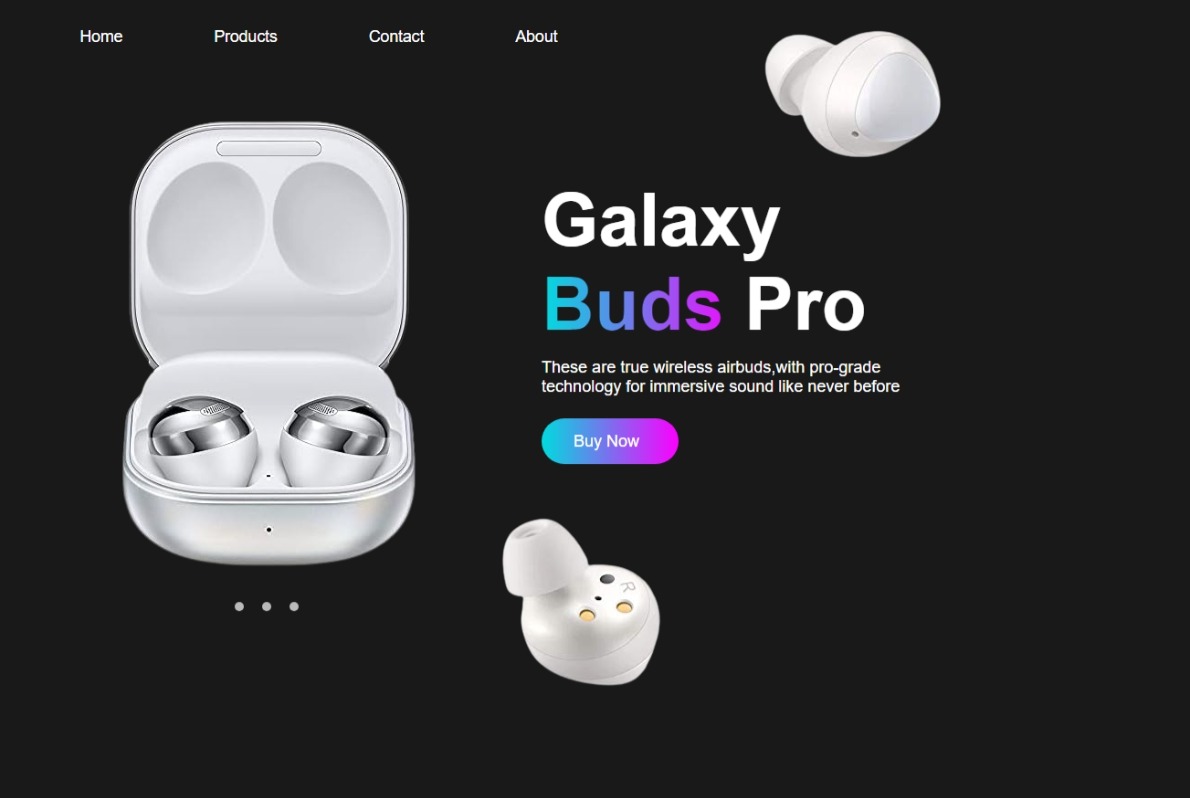 Home Products Contact About
Galaxy
Buds Pro
These are true wireless airbuds,with pro-grade
technology for immersive sound like never before
Buy Now
R